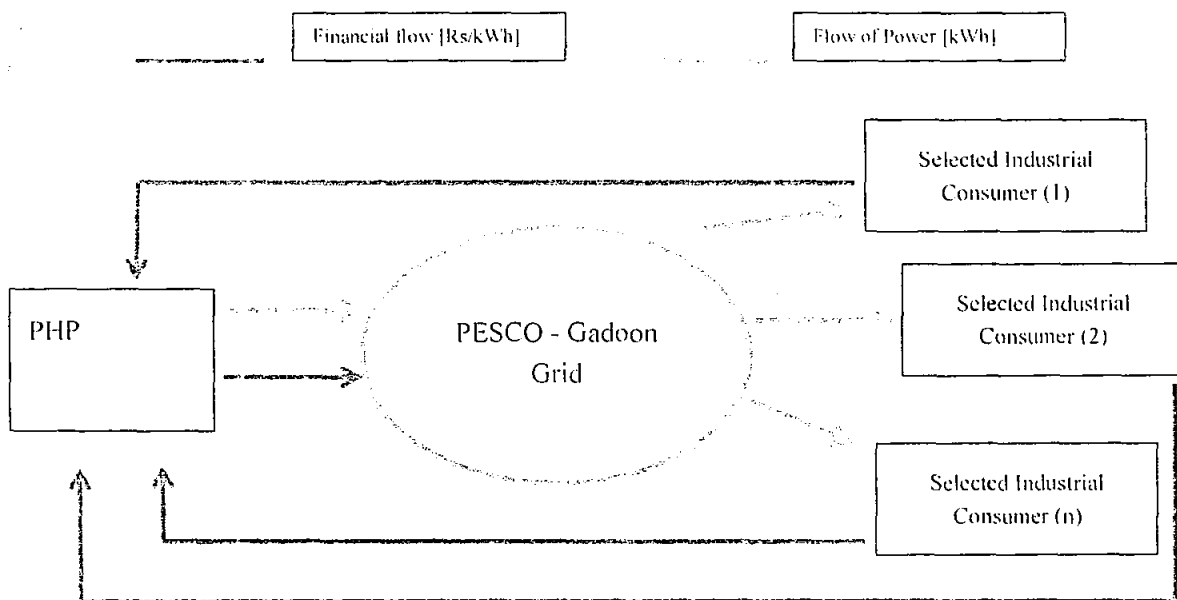 Financial flow [Rs/kWh]
Flow of Power [kWh]
Selected Industrial
Consumer (1)
PHP
PESCO - Gadoon
Grid
Selected Industrial
Consumer (2)
Selected Industrial
Consumer (n)